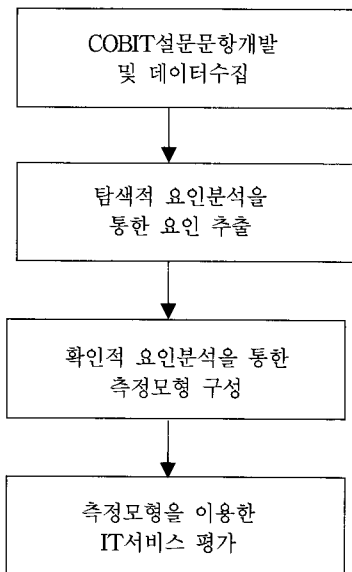 COBIT설문문항개발
및 데이터수집
탐색적 요인분석을
통한 요인 추출
확인적 요인분석을 통한
측정모형 구성
측정모형을 이용한
IT서비스 평가